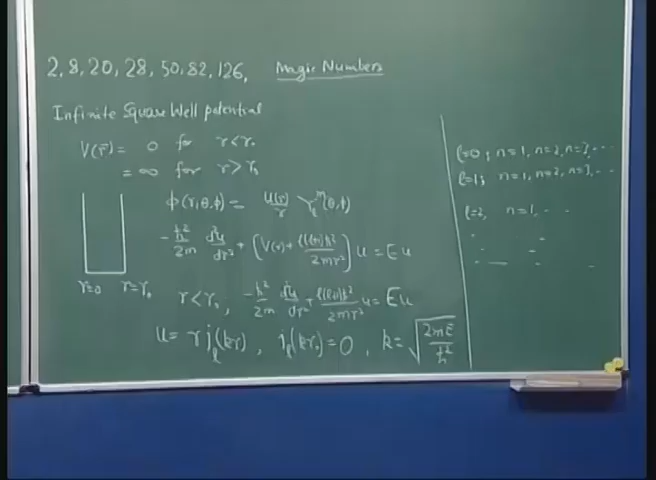 2, 8, 20, 28, 50, 82, 126, Magic Numbers
Infinite Square Well potential
V(r⃗) = 0 for r < r₀
= ∞ for r > r₀
ϕ(r,θ,ϕ) = u(r)/r Yₗᵐ(θ,ϕ)
-ħ²/2m d²u/dr² + (V(r) + l(l+1)ħ²/2mr²) u = Eu
r=0 r=r₀
r < r₀, -ħ²/2m d²u/dr² + l(l+1)ħ²/2mr² u = Eu
u = r jₗ(kr), jₗ(kr₀) = 0, k = √(2mE/ħ²)
l=0; n=1, n=2, n=3, ...
l=1; n=1, n=2, n=3, ...
l=2, n=1, ...